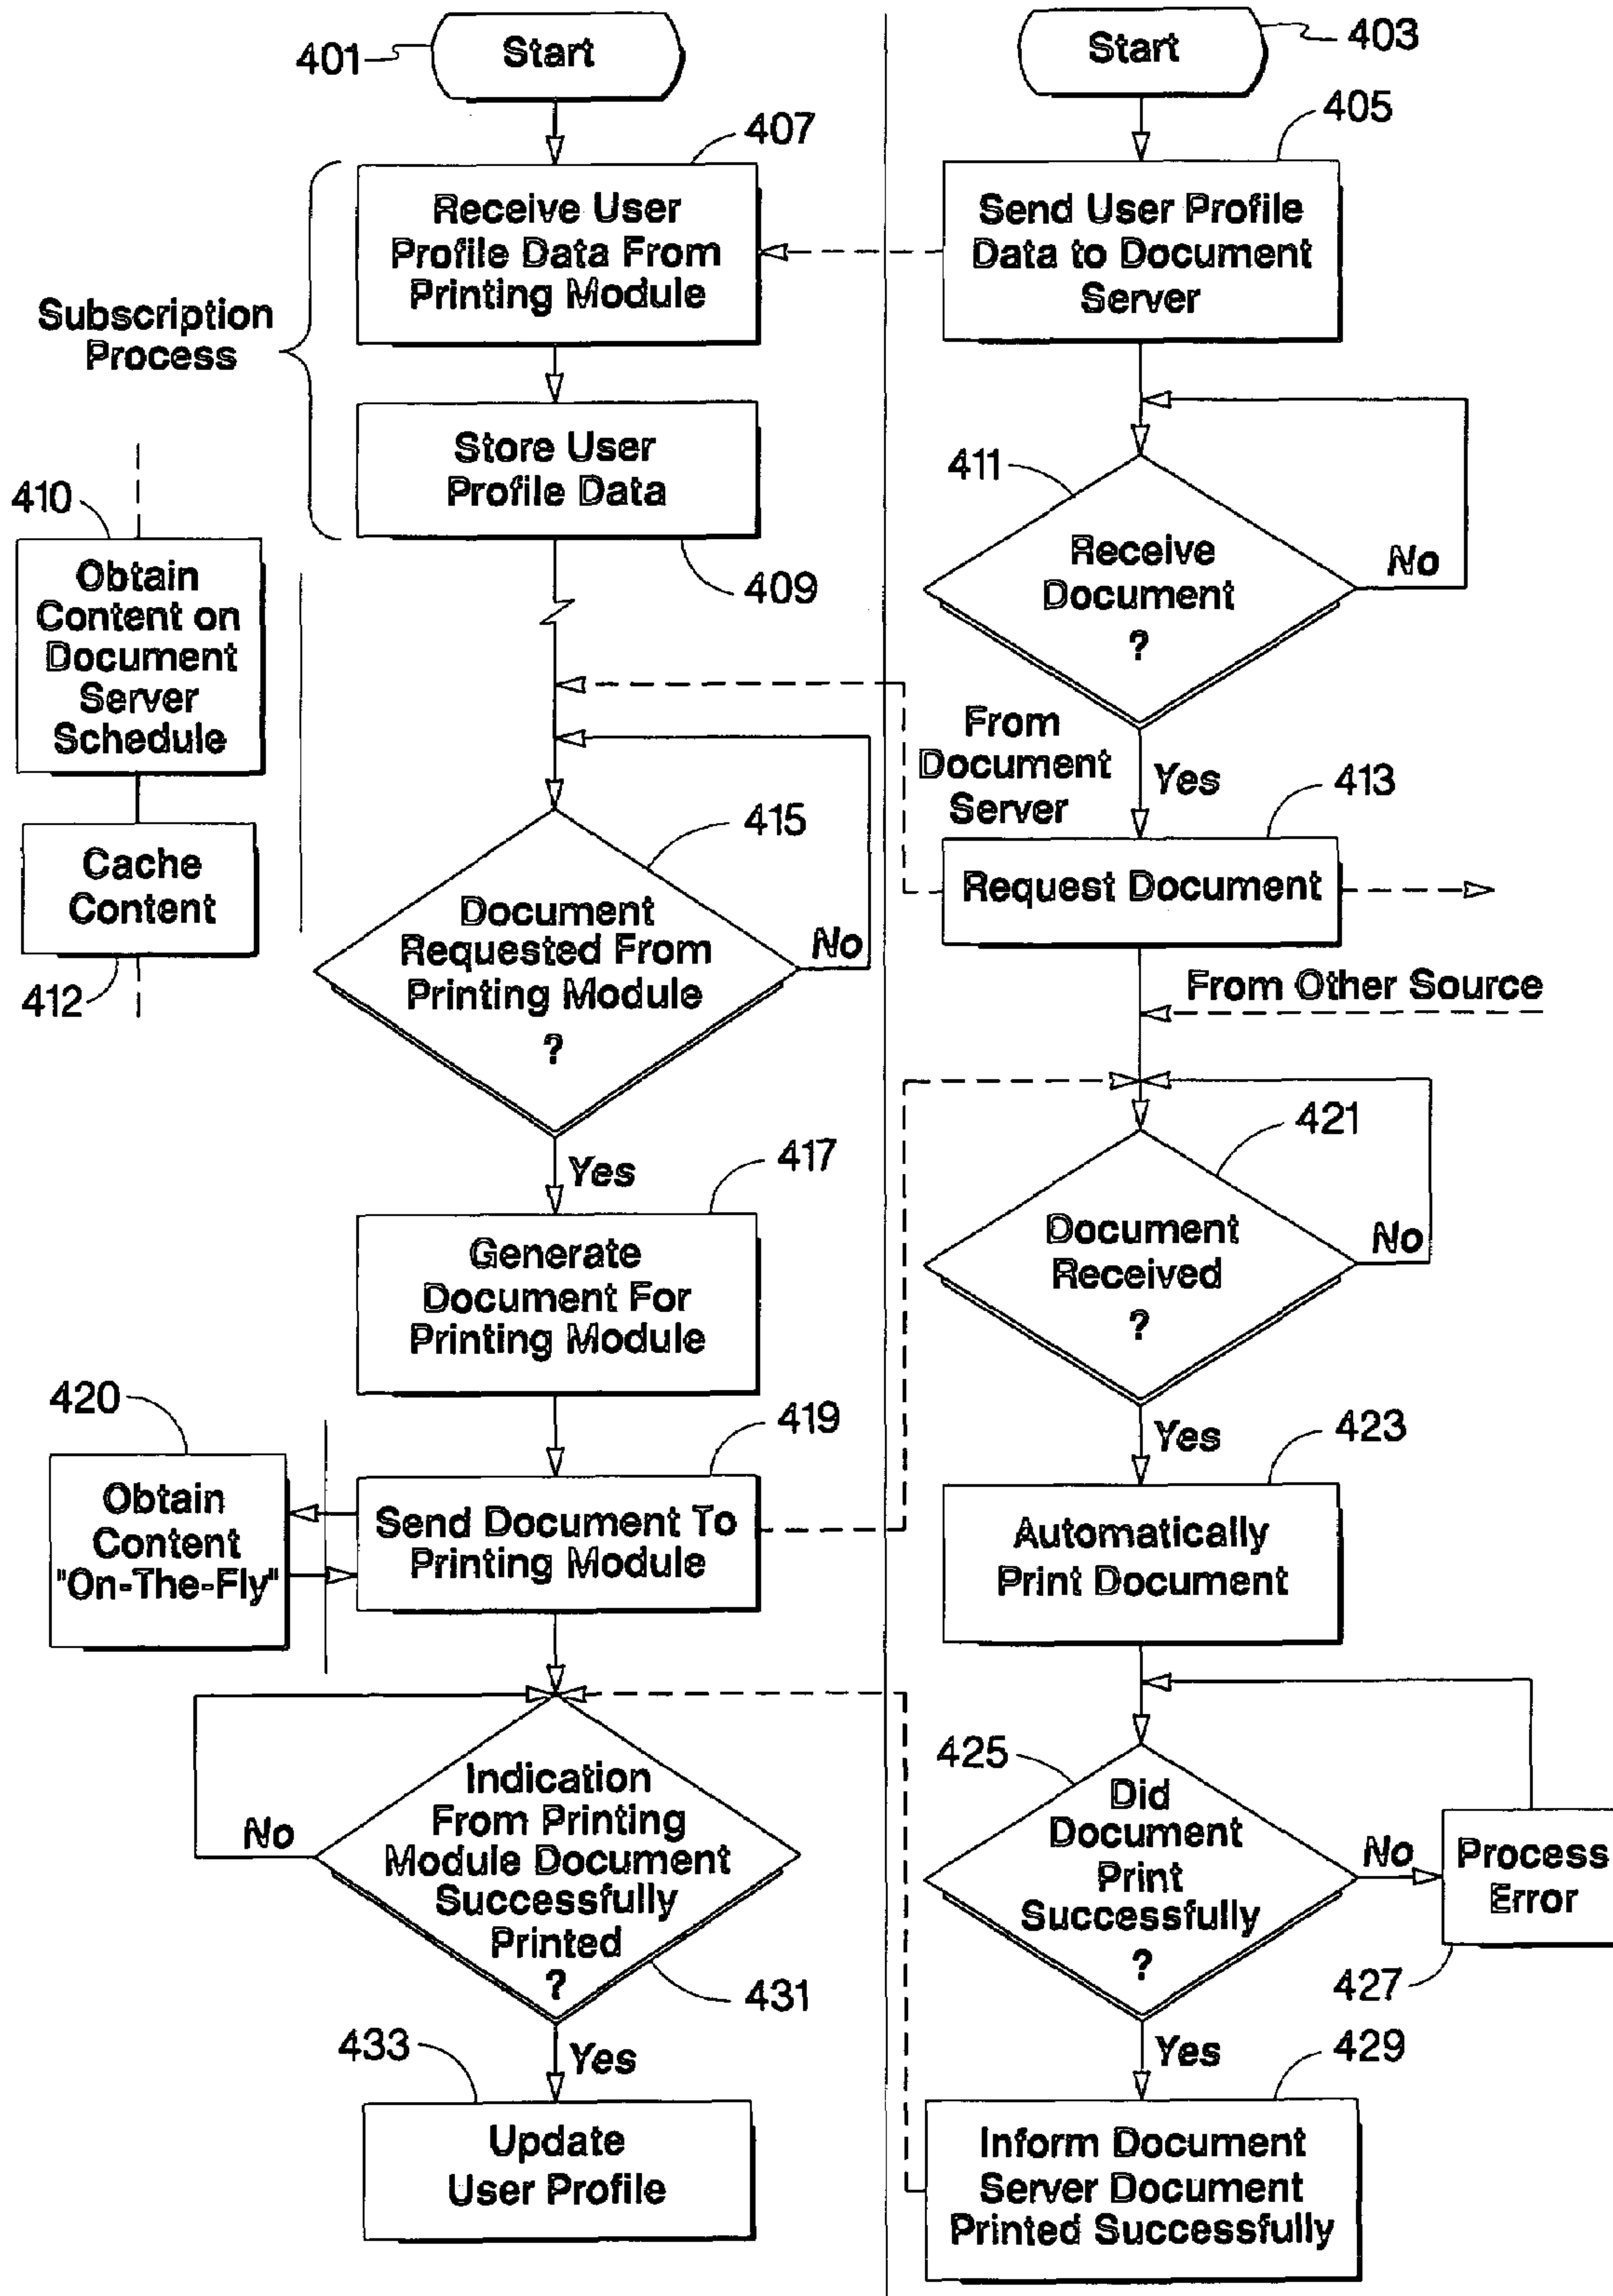 401
Start
407
Receive User
Profile Data From
Printing Module
Subscription
Process
Store User
Profile Data
409
410
Obtain
Content on
Document
Server
Schedule
Cache
Content
412
415
Document
Requested From
Printing Module
?
No
Yes
417
Generate
Document For
Printing Module
420
Obtain
Content
"On-The-Fly"
419
Send Document To
Printing Module
Indication
From Printing
Module Document
Successfully
Printed
?
No
431
Yes
433
Update
User Profile
Start
403
405
Send User Profile
Data to Document
Server
411
Receive
Document
?
No
From
Document
Server
Yes
413
Request Document
From Other Source
421
Document
Received
?
No
Yes
423
Automatically
Print Document
425
Did
Document
Print
Successfully
?
No
Process
Error
427
Yes
429
Inform Document
Server Document
Printed Successfully